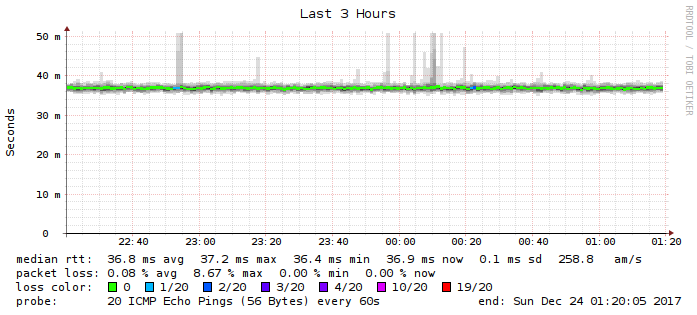 Last 3 Hours
RRDTOOL / TOBI OETIKER
Seconds
50 m
40 m
30 m
20 m
10 m
0
22:40 23:00 23:20 23:40 00:00 00:20 00:40 01:00 01:20
median rtt: 36.8 ms avg 37.2 ms max 36.4 ms min 36.9 ms now 0.1 ms sd 258.8 am/s
packet loss: 0.08 % avg 8.67 % max 0.00 % min 0.00 % now
loss color: 0 1/20 2/20 3/20 4/20 10/20 19/20
probe: 20 ICMP Echo Pings (56 Bytes) every 60s end: Sun Dec 24 01:20:05 2017